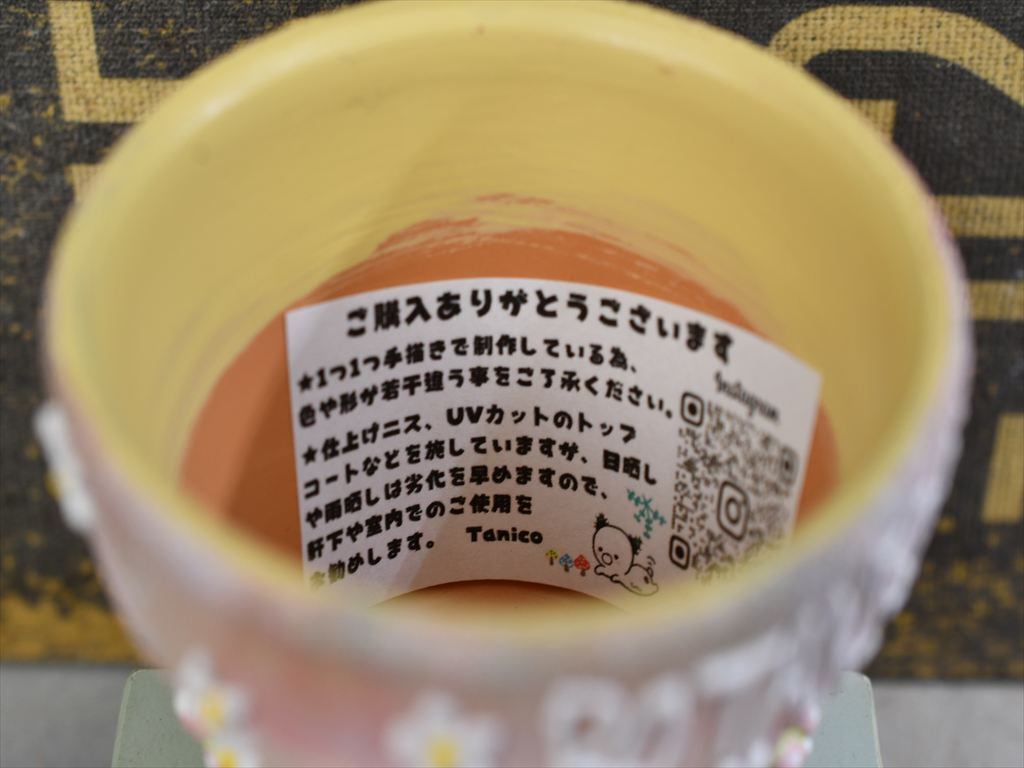 ご購入ありがとうございます
★1つ1つ手描きで制作している為、
色や形が若干違う事をご了承ください。
★仕上げニス、UVカットのトップ
コートなどを施していますが、日晒し
や雨晒しは劣化を早めますので、
軒下や室内でのご使用を
お勧めします。 Tanico
Instagram